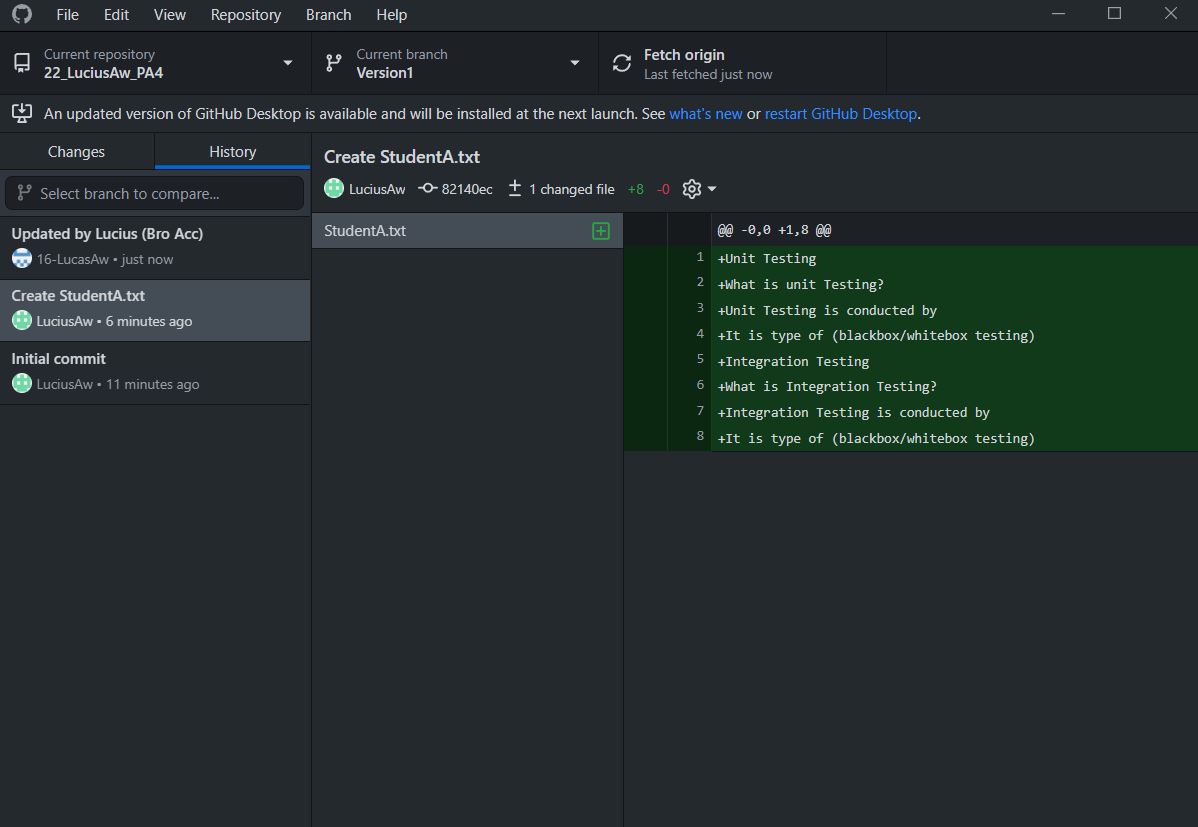 File Edit View Repository Branch Help
Current repository
22_LuciusAw_PA4
Current branch
Version1
Fetch origin
Last fetched just now
An updated version of GitHub Desktop is available and will be installed at the next launch. See what's new or restart GitHub Desktop.
Changes
History
Select branch to compare...
Updated by Lucius (Bro Acc)
16-LucasAw • just now
Create StudentA.txt
LuciusAw • 6 minutes ago
Initial commit
LuciusAw • 11 minutes ago
Create StudentA.txt
LuciusAw 82140ec 1 changed file +8 -0
StudentA.txt
@@ -0,0 +1,8 @@
1 +Unit Testing
2 +What is unit Testing?
3 +Unit Testing is conducted by
4 +It is type of (blackbox/whitebox testing)
5 +Integration Testing
6 +What is Integration Testing?
7 +Integration Testing is conducted by
8 +It is type of (blackbox/whitebox testing)